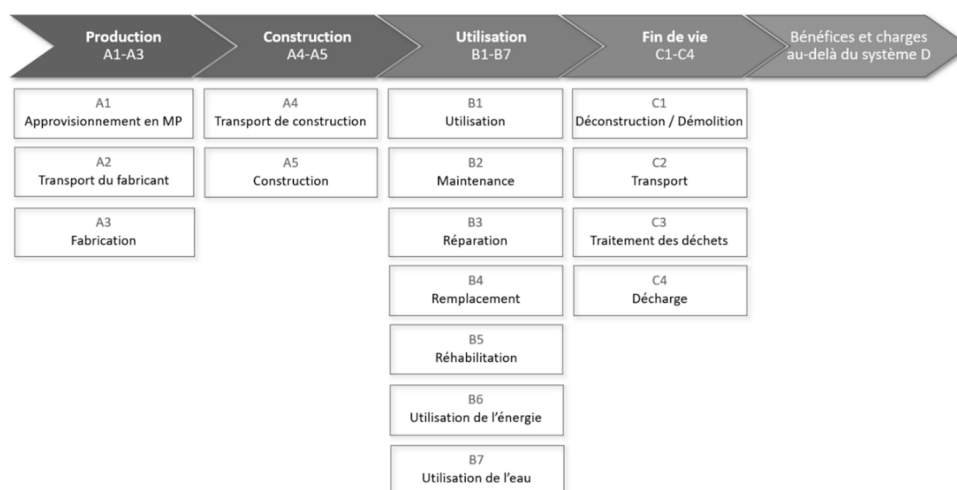 Production
A1-A3
Construction
A4-A5
Utilisation
B1-B7
Fin de vie
C1-C4
Bénéfices et charges
au-delà du système D
A1
Approvisionnement en MP
A2
Transport du fabricant
A3
Fabrication
A4
Transport de construction
A5
Construction
B1
Utilisation
B2
Maintenance
B3
Réparation
B4
Remplacement
B5
Réhabilitation
B6
Utilisation de l'énergie
B7
Utilisation de l'eau
C1
Déconstruction / Démolition
C2
Transport
C3
Traitement des déchets
C4
Décharge